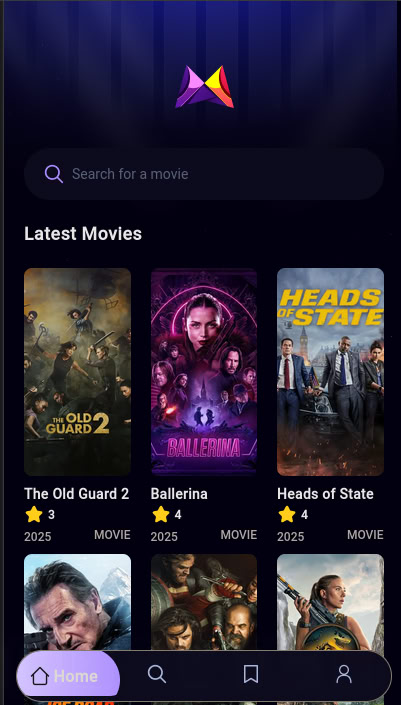 Search for a movie
Latest Movies
THE OLD
GUARD 2
BALLERINA
HEADS
OF STATE
The Old Guard 2
Ballerina
Heads of State
3
4
4
2025
MOVIE
2025
MOVIE
2025
MOVIE
Home